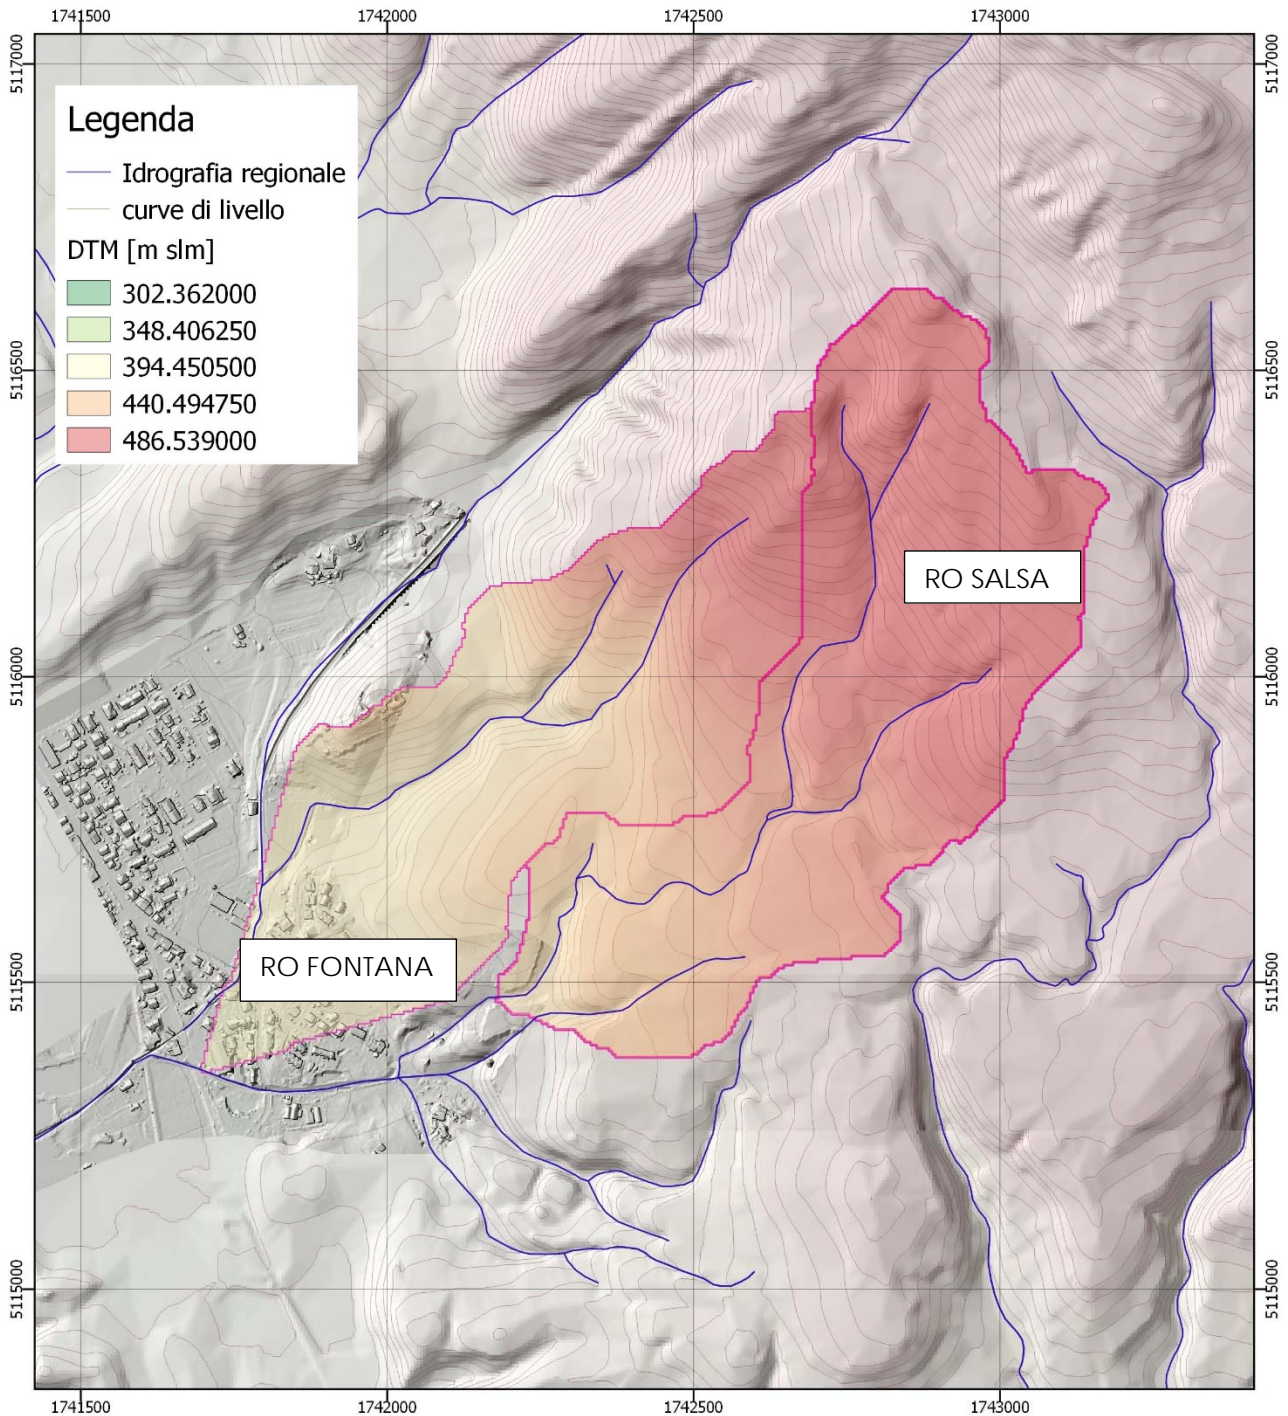 1741500 1742000 1742500 1743000
5117000 5117000
Legenda
Idrografia regionale
curve di livello
DTM [m slm]
302.362000
348.406250
394.450500
440.494750
486.539000
5116500 5116500
RO SALSA
5116000 5116000
RO FONTANA
5115500 5115500
5115000 5115000
1741500 1742000 1742500 1743000